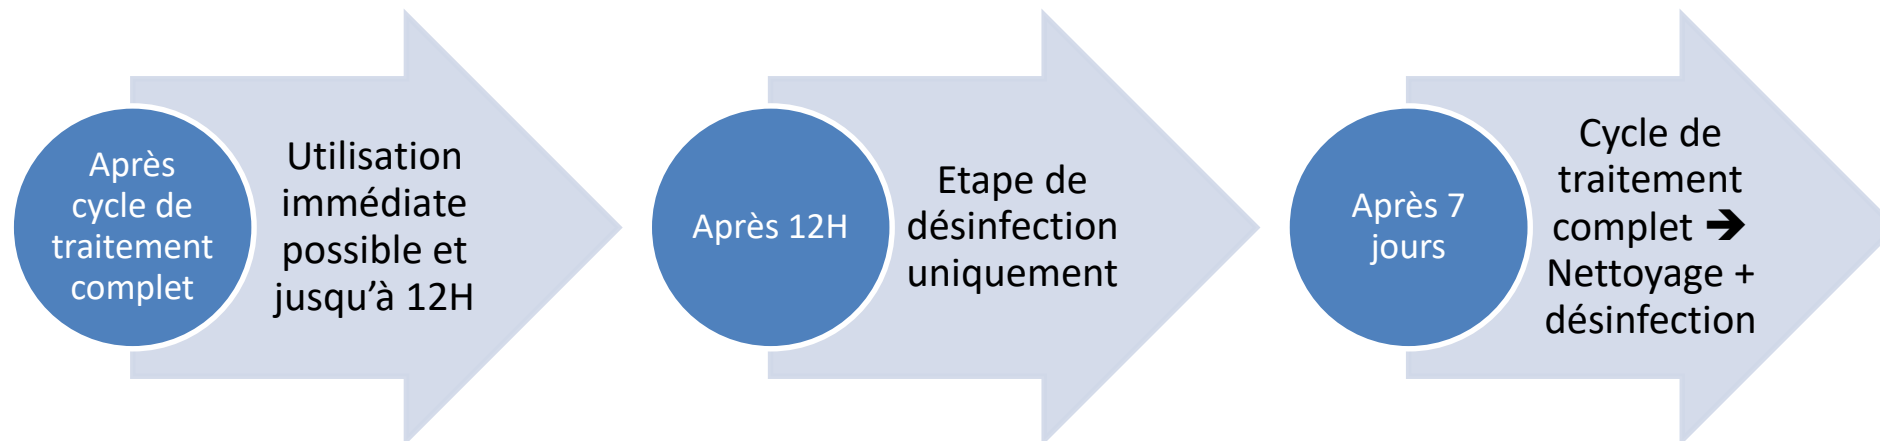 Après
cycle de
traitement
complet
Utilisation
immédiate
possible et
jusqu’à 12H
Après 12H
Etape de
désinfection
uniquement
Après 7
jours
Cycle de
traitement
complet ➔
Nettoyage +
désinfection